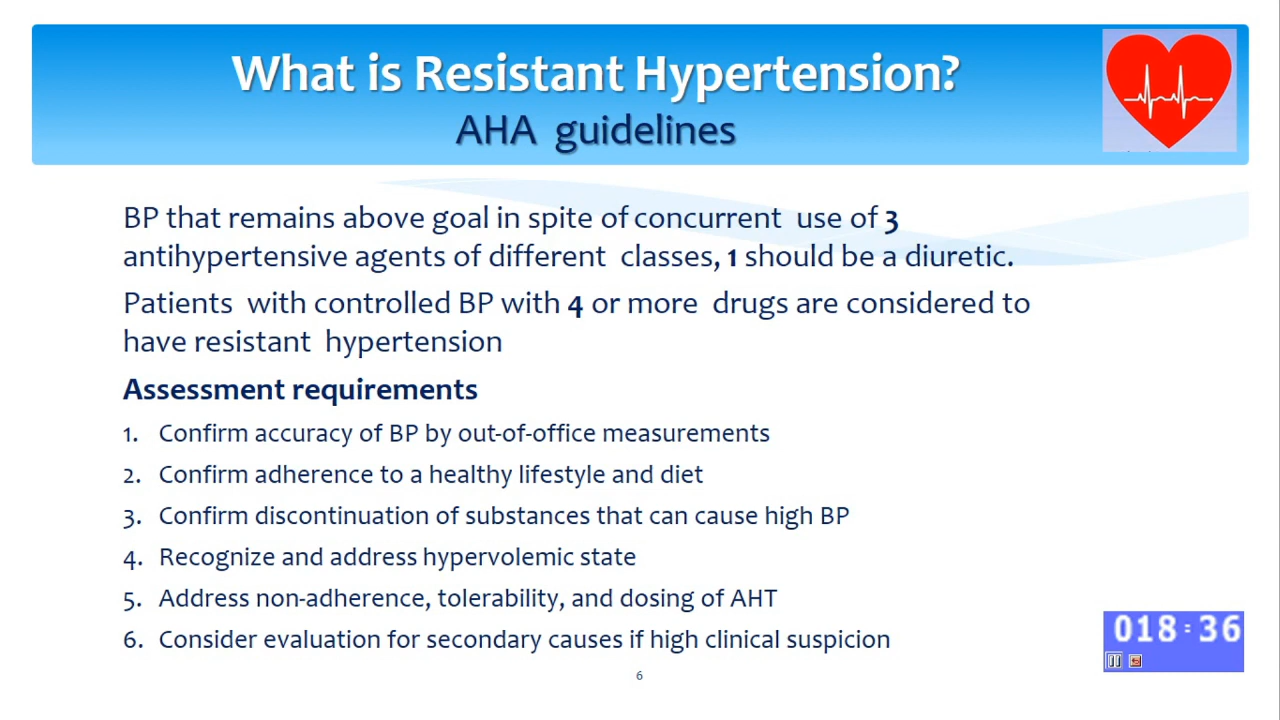 What is Resistant Hypertension?
AHA guidelines
BP that remains above goal in spite of concurrent use of 3
antihypertensive agents of different classes, 1 should be a diuretic.
Patients with controlled BP with 4 or more drugs are considered to
have resistant hypertension
Assessment requirements
1. Confirm accuracy of BP by out-of-office measurements
2. Confirm adherence to a healthy lifestyle and diet
3. Confirm discontinuation of substances that can cause high BP
4. Recognize and address hypervolemic state
5. Address non-adherence, tolerability, and dosing of AHT
6. Consider evaluation for secondary causes if high clinical suspicion
018:36
6